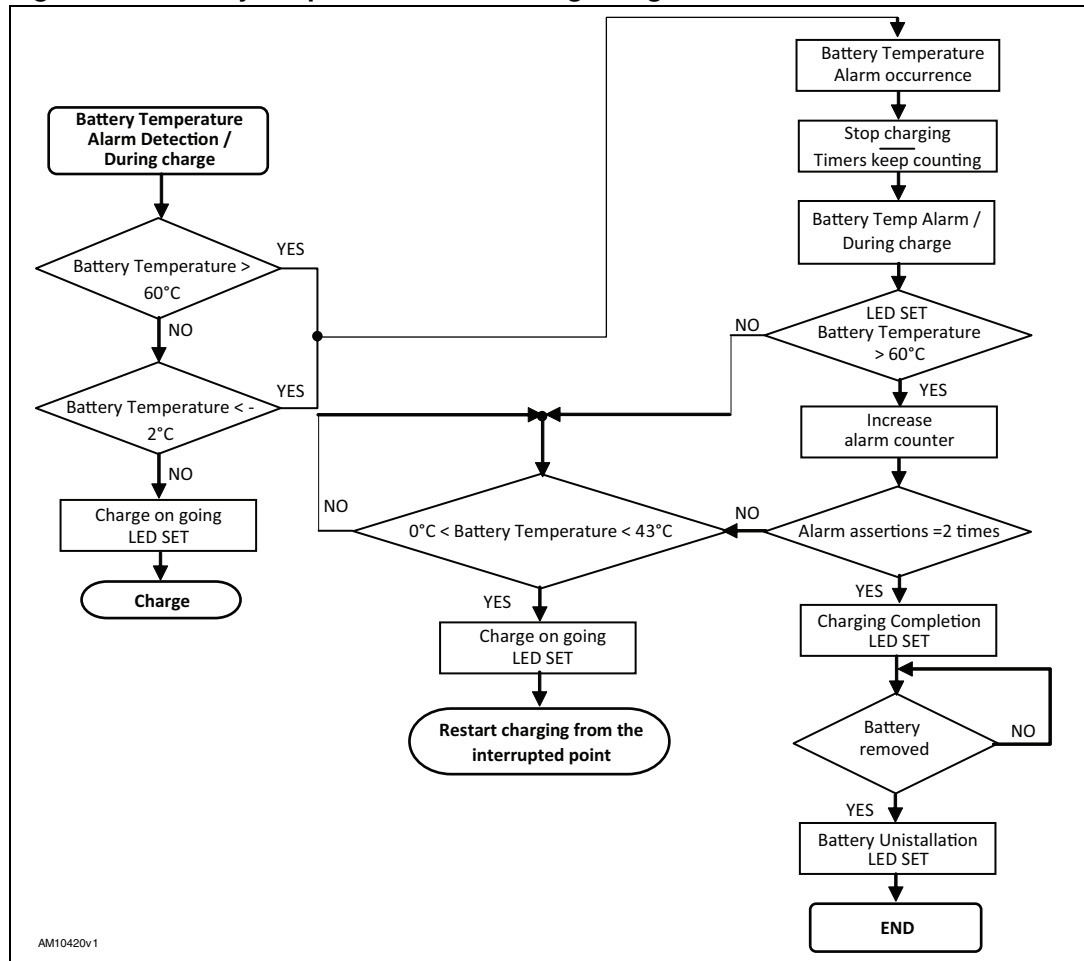 Battery Temperature
Alarm Detection /
During charge
Battery Temperature >
60°C
YES
NO
Battery Temperature < -
2°C
YES
NO
Charge on going
LED SET
Charge
Battery Temperature
Alarm occurrence
Stop charging
Timers keep counting
Battery Temp Alarm /
During charge
LED SET
Battery Temperature
> 60°C
NO
YES
Increase
alarm counter
Alarm assertions =2 times
NO
YES
0°C < Battery Temperature < 43°C
NO
YES
Charge on going
LED SET
Restart charging from the
interrupted point
Charging Completion
LED SET
Battery
removed
NO
YES
Battery Unistallation
LED SET
END
AM10420v1